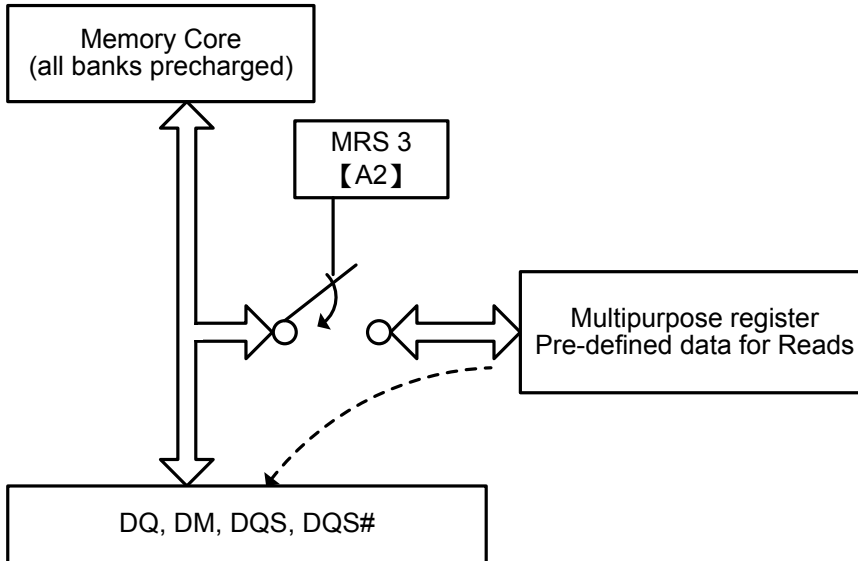 Memory Core
(all banks precharged)
MRS 3
【A2】
Multipurpose register
Pre-defined data for Reads
DQ, DM, DQS, DQS#